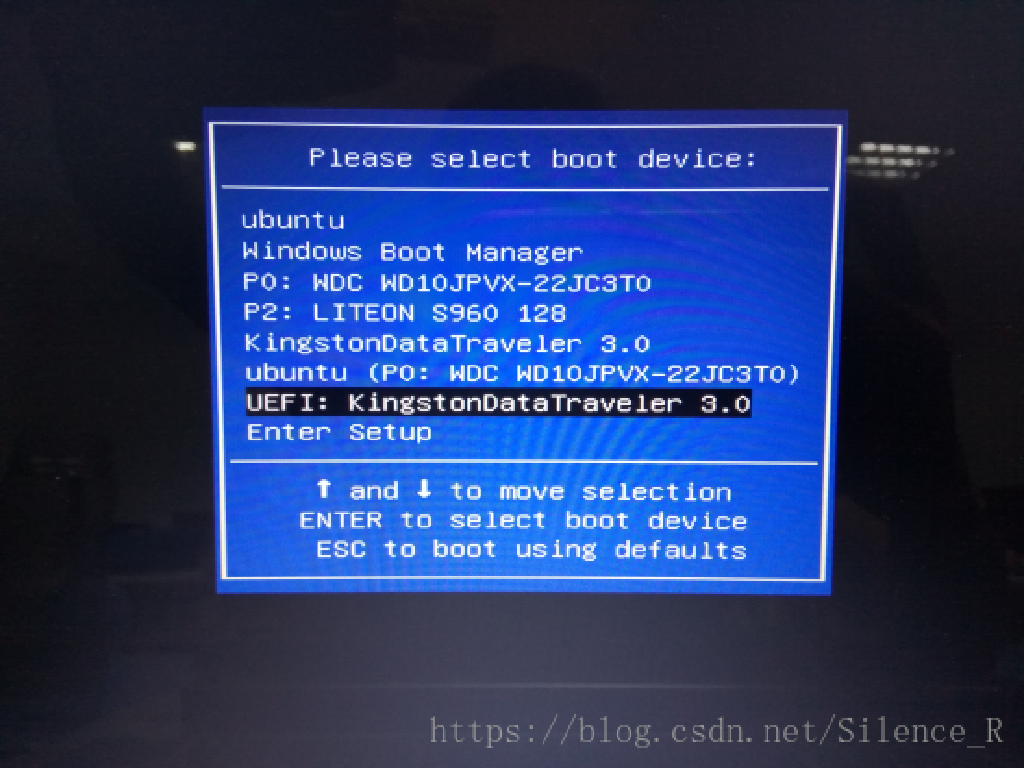 Please select boot device:
ubuntu
Windows Boot Manager
P0: WDC WD10JPVX-22JC3T0
P2: LITEON S960 128
KingstonDataTraveler 3.0
ubuntu (P0: WDC WD10JPVX-22JC3T0)
UEFI: KingstonDataTraveler 3.0
Enter Setup
↑ and ↓ to move selection
ENTER to select boot device
ESC to boot using defaults
https://blog.csdn.net/Silence_R